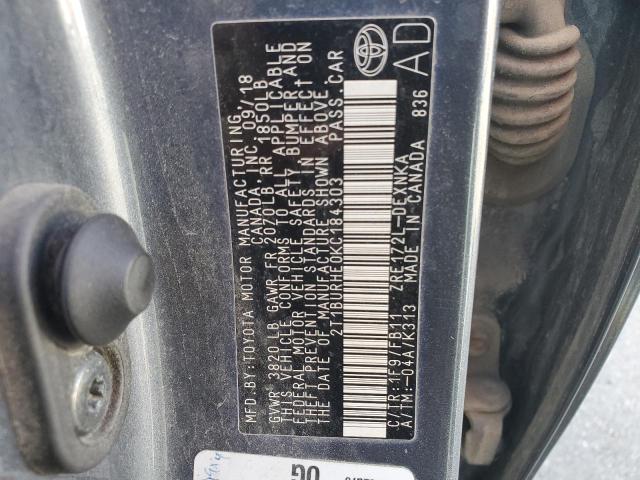 MFD. BY: TOYOTA MOTOR MANUFACTURING
CANADA, INC. 09/18
GVWR 3820 LB GAWR FR 2070LB RR 1850LB
THIS VEHICLE CONFORMS TO ALL APPLICABLE
FEDERAL MOTOR VEHICLE SAFETY, BUMPER AND
THEFT PREVENTION STANDARDS IN EFFECT ON
THE DATE OF MANUFACTURE SHOWN ABOVE.
2T1BURHE0KC184303 PASS. CAR
C/TR:1F9/FB11 ZRE172L-DEXNKA
A/TM:-04A/K313 MADE IN CANADA 836
AD